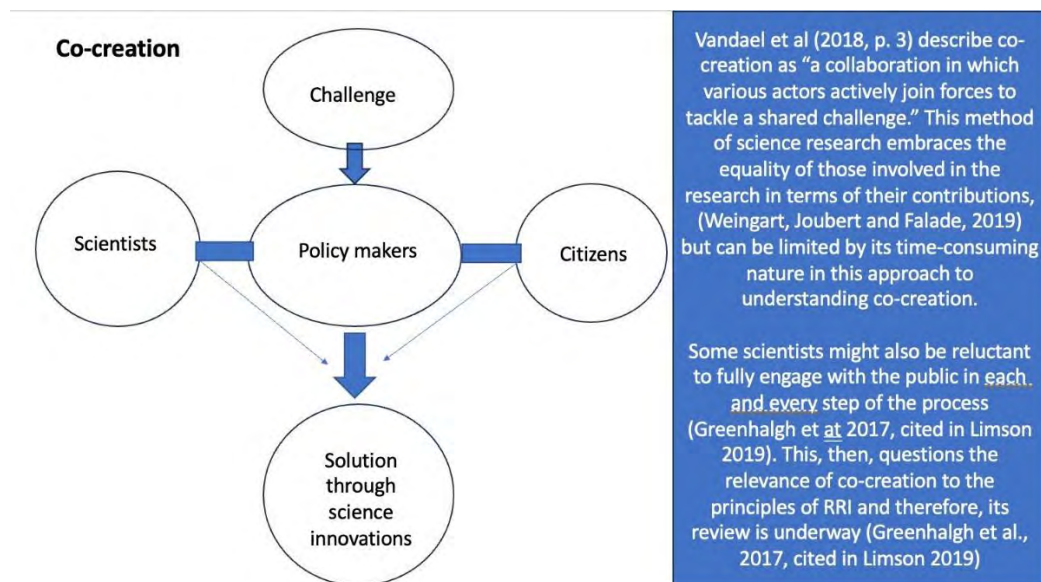 Co-creation
Challenge
Scientists
Policy makers
Citizens
Solution
through
science
innovations
Vandael et al (2018, p. 3) describe co-
creation as “a collaboration in which
various actors actively join forces to
tackle a shared challenge.” This method
of science research embraces the
equality of those involved in the
research in terms of their contributions,
(Weingart, Joubert and Falade, 2019)
but can be limited by its time-consuming
nature in this approach to
understanding co-creation.
Some scientists might also be reluctant
to fully engage with the public in each
and every step of the process
(Greenhalgh et at 2017, cited in Limson
2019). This, then, questions the
relevance of co-creation to the
principles of RRI and therefore, its
review is underway (Greenhalgh et al.,
2017, cited in Limson 2019)